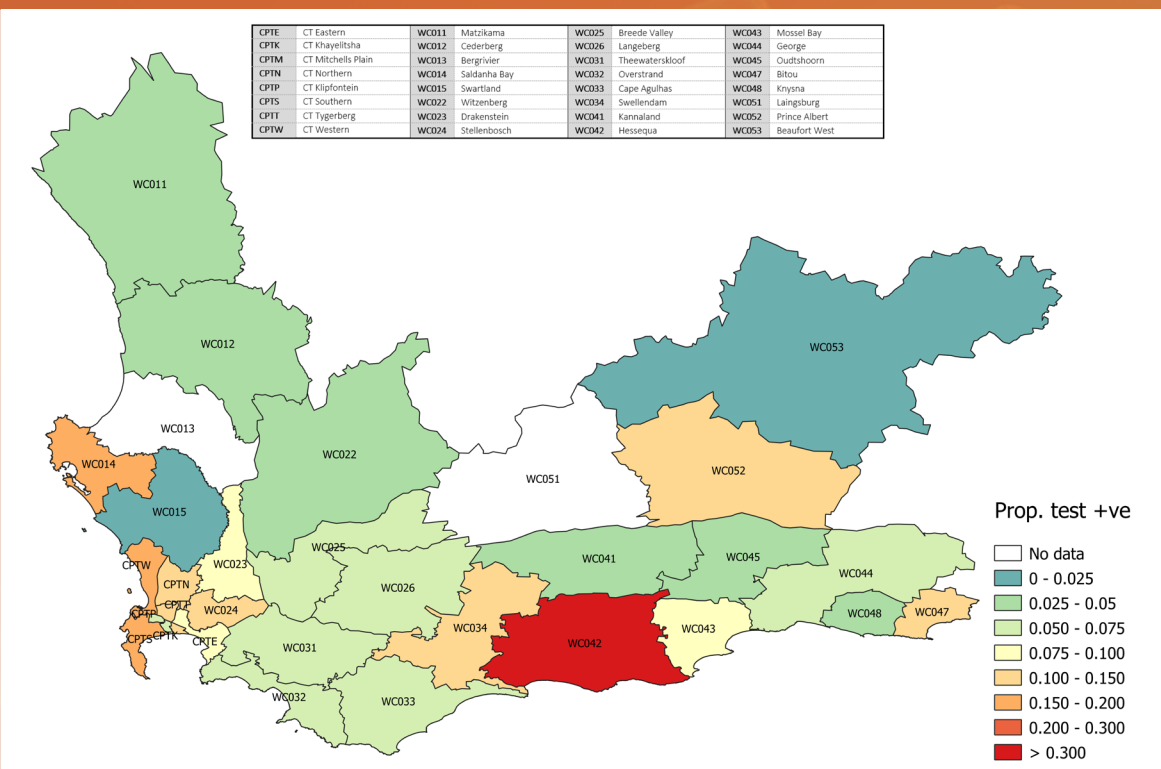 CPTE CT Eastern WC011 Matzikama WC025 Breede Valley WC043 Mossel Bay
CPTK CT Khayelitsha WC012 Cederberg WC026 Langeberg WC044 George
CPTM CT Mitchells Plain WC013 Bergrivier WC031 Theewaterskloof WC045 Oudtshoorn
CPTN CT Northern WC014 Saldanha Bay WC032 Overstrand WC047 Bitou
CPTP CT Klipfontein WC015 Swartland WC033 Cape Agulhas WC048 Knysna
CPTS CT Southern WC022 Witzenberg WC034 Swellendam WC051 Laingsburg
CPTT CT Tygerberg WC023 Drakenstein WC041 Kannaland WC052 Prince Albert
CPTW CT Western WC024 Stellenbosch WC042 Hessequa WC053 Beaufort West
WC011
WC012
WC053
WC013
WC022
WC014
WC052
WC051
WC015
Prop. test +ve
No data
0 - 0.025
0.025 - 0.05
0.050 - 0.075
0.075 - 0.100
0.100 - 0.150
0.150 - 0.200
0.200 - 0.300
> 0.300
WC025
WC041
WC045
CPTW
WC023
WC044
CPTN
WC026
WC024
CPTP
WC048
WC047
WC034
WC043
CPTS
CPTK
CPTE
WC042
WC031
WC032
WC033